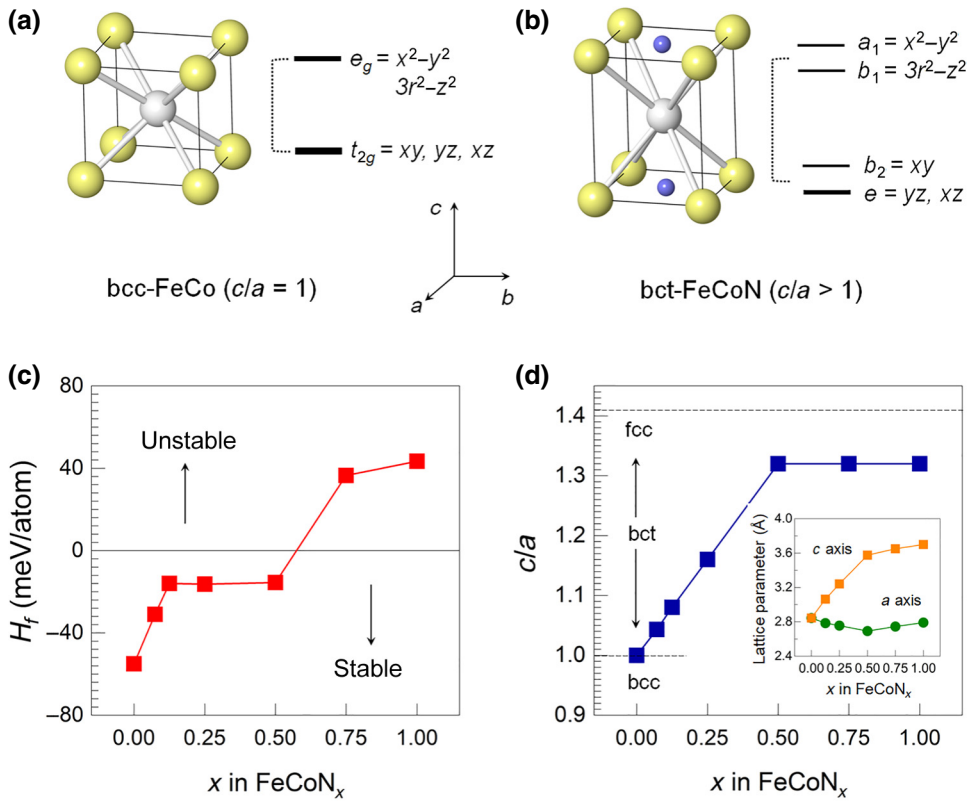 (a)
e_g = x²–y²
3r²–z²
t_2g = xy, yz, xz
bcc-FeCo (c/a = 1)
(b)
a₁ = x²–y²
b₁ = 3r²–z²
b₂ = xy
e = yz, xz
bct-FeCoN (c/a > 1)
c
a
b
(c)
H_f (meV/atom)
80
40
0
–40
–80
Unstable
Stable
0.00 0.25 0.50 0.75 1.00
x in FeCoNₓ
(d)
c/a
1.4
1.3
1.2
1.1
1.0
0.9
fcc
bct
bcc
Lattice parameter (Å)
4.0
3.6
3.2
2.8
2.4
c axis
a axis
0.00 0.25 0.50 0.75 1.00
x in FeCoNₓ
0.00 0.25 0.50 0.75 1.00
x in FeCoNₓ